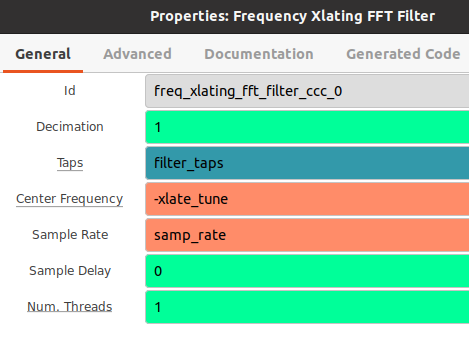 Properties: Frequency Xlating FFT Filter
General Advanced Documentation Generated Code
Id freq_xlating_fft_filter_ccc_0
Decimation 1
Taps filter_taps
Center Frequency -xlate_tune
Sample Rate samp_rate
Sample Delay 0
Num. Threads 1